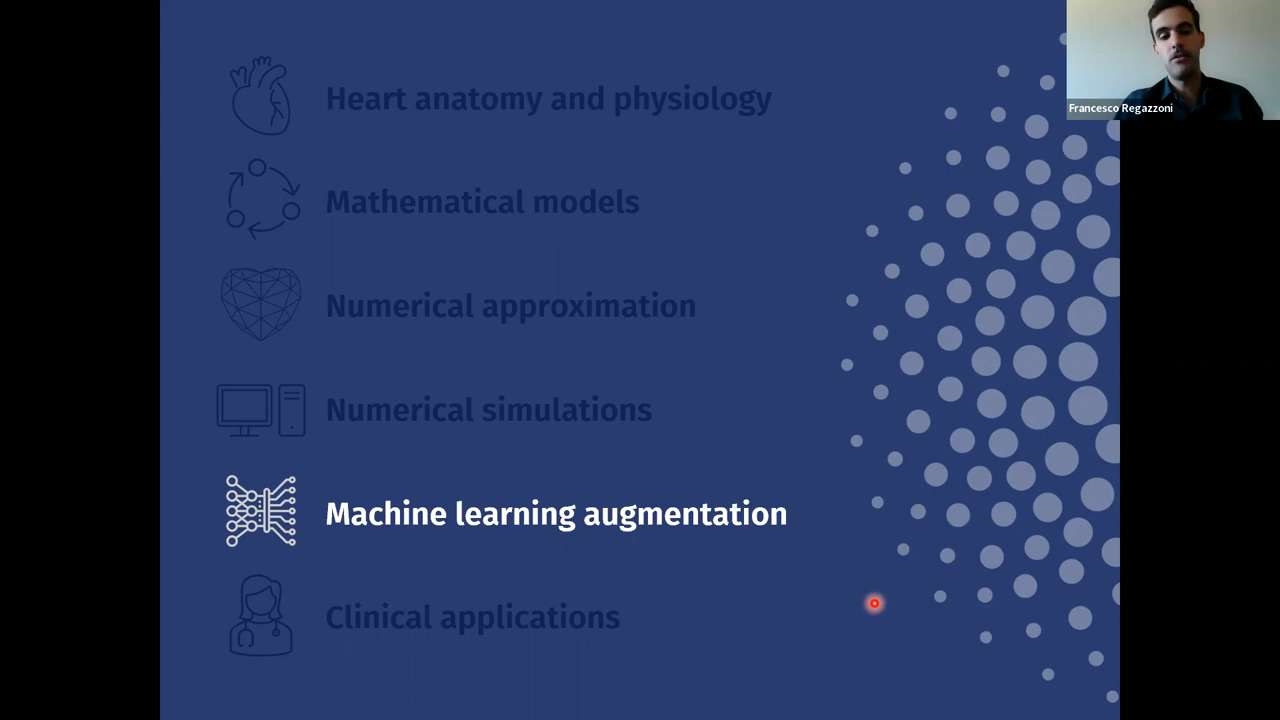 Heart anatomy and physiology
Francesco Regazzoni
Mathematical models
Numerical approximation
Numerical simulations
Machine learning augmentation
Clinical applications